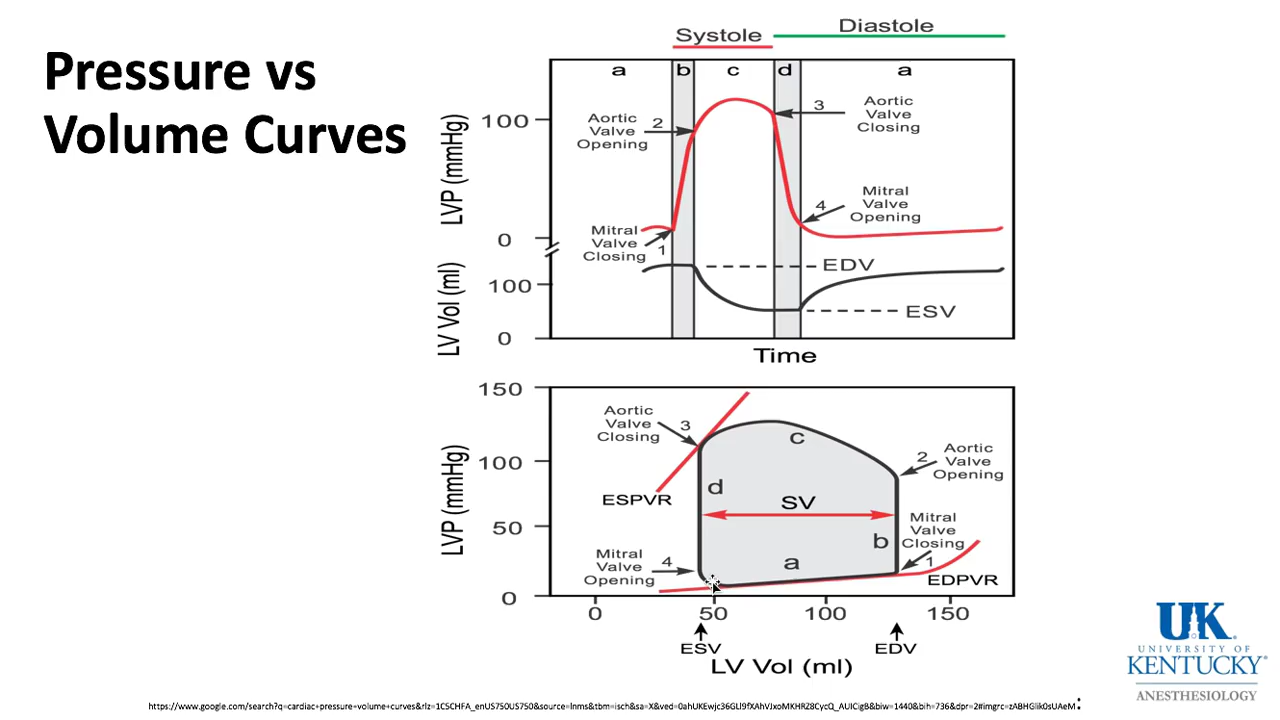 Pressure vs
Volume Curves
Systole
Diastole
a
b
c
d
a
LVP (mmHg)
100
0
Aortic
Valve
Opening
2
3
Aortic
Valve
Closing
Mitral
Valve
Closing
1
4
Mitral
Valve
Opening
LV Vol (ml)
100
0
EDV
ESV
Time
LVP (mmHg)
150
100
50
0
Aortic
Valve
Closing
3
c
2
Aortic
Valve
Opening
ESPVR
d
SV
b
Mitral
Valve
Closing
1
Mitral
Valve
Opening
4
a
EDPVR
0
50
100
150
ESV
EDV
LV Vol (ml)
UK
UNIVERSITY OF
KENTUCKY
ANESTHESIOLOGY